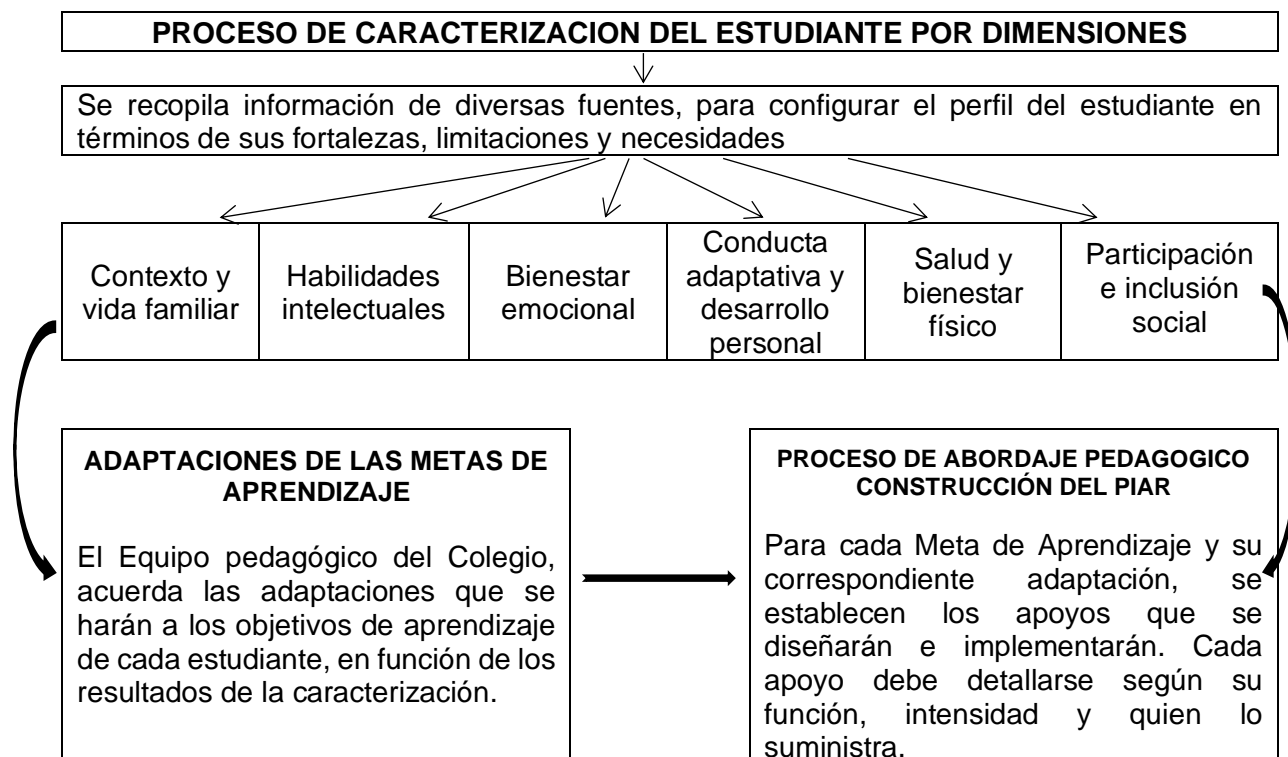 PROCESO DE CARACTERIZACION DEL ESTUDIANTE POR DIMENSIONES
Se recopila información de diversas fuentes, para configurar el perfil del estudiante en
términos de sus fortalezas, limitaciones y necesidades
Contexto y
vida familiar
Habilidades
intelectuales
Bienestar
emocional
Conducta
adaptativa y
desarrollo
personal
Salud y
bienestar
físico
Participación
e inclusión
social
ADAPTACIONES DE LAS METAS DE
APRENDIZAJE
El Equipo pedagógico del Colegio,
acuerda las adaptaciones que se
harán a los objetivos de aprendizaje
de cada estudiante, en función de los
resultados de la caracterización.
PROCESO DE ABORDAJE PEDAGOGICO
CONSTRUCCIÓN DEL PIAR
Para cada Meta de Aprendizaje y su
correspondiente adaptación, se
establecen los apoyos que se
diseñarán e implementarán. Cada
apoyo debe detallarse según su
función, intensidad y quien lo
suministra.